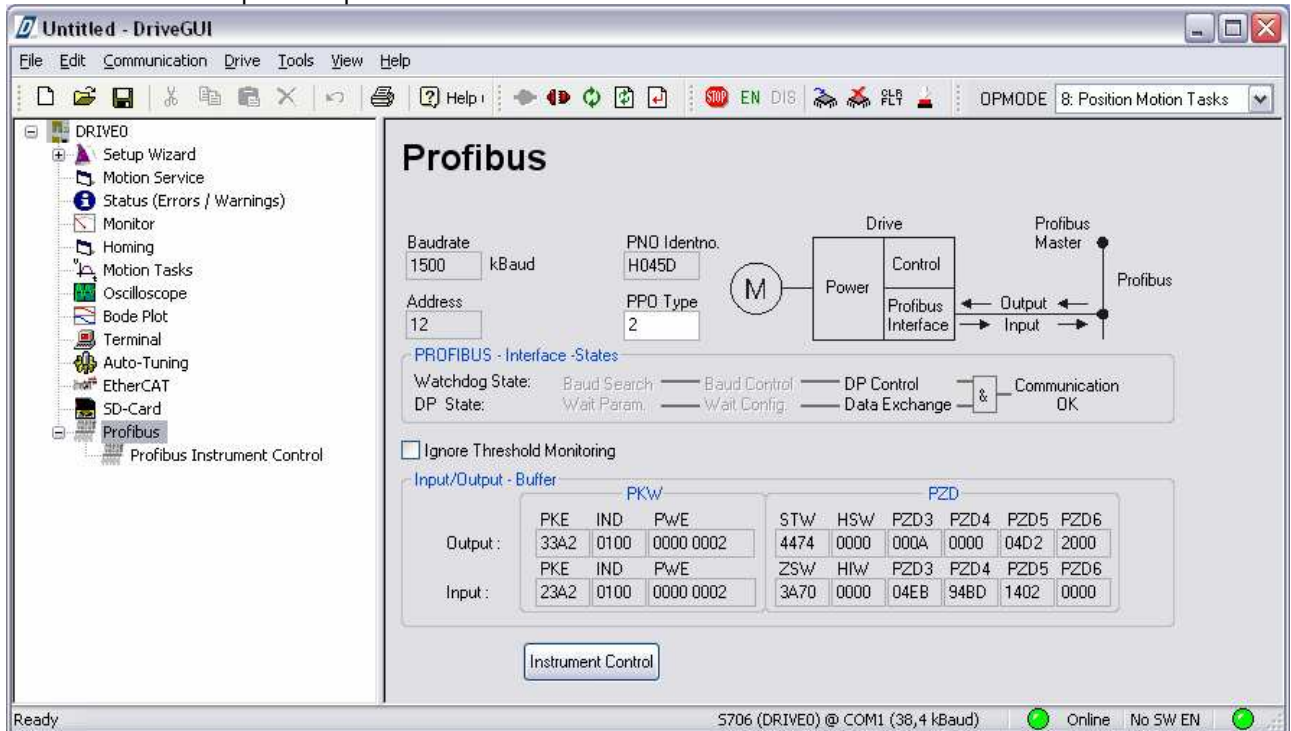 Untitled - DriveGUI
File Edit Communication Drive Tools View Help
Help
STOP EN DIS CLR FLT OPMODE 8: Position Motion Tasks
DRIVE0
Setup Wizard
Motion Service
Status (Errors / Warnings)
Monitor
Homing
Motion Tasks
Oscilloscope
Bode Plot
Terminal
Auto-Tuning
EtherCAT
SD-Card
Profibus
Profibus Instrument Control
Profibus
Baudrate
1500 kBaud
PNO Identno.
H045D
Address
12
PPO Type
2
M
Drive
Power
Control
Profibus Interface
Output
Input
Profibus Master
Profibus
PROFIBUS - Interface -States
Watchdog State: Baud Search Baud Control DP Control
DP State: Wait Param. Wait Config. Data Exchange
&
Communication OK
Ignore Threshold Monitoring
Input/Output - Buffer
PKW PZD
PKE IND PWE STW HSW PZD3 PZD4 PZD5 PZD6
Output : 33A2 0100 0000 0002 4474 0000 000A 0000 04D2 2000
PKE IND PWE ZSW HIW PZD3 PZD4 PZD5 PZD6
Input : 23A2 0100 0000 0002 3A70 0000 04EB 94BD 1402 0000
Instrument Control
Ready S706 (DRIVE0) @ COM1 (38,4 kBaud) Online No SW EN